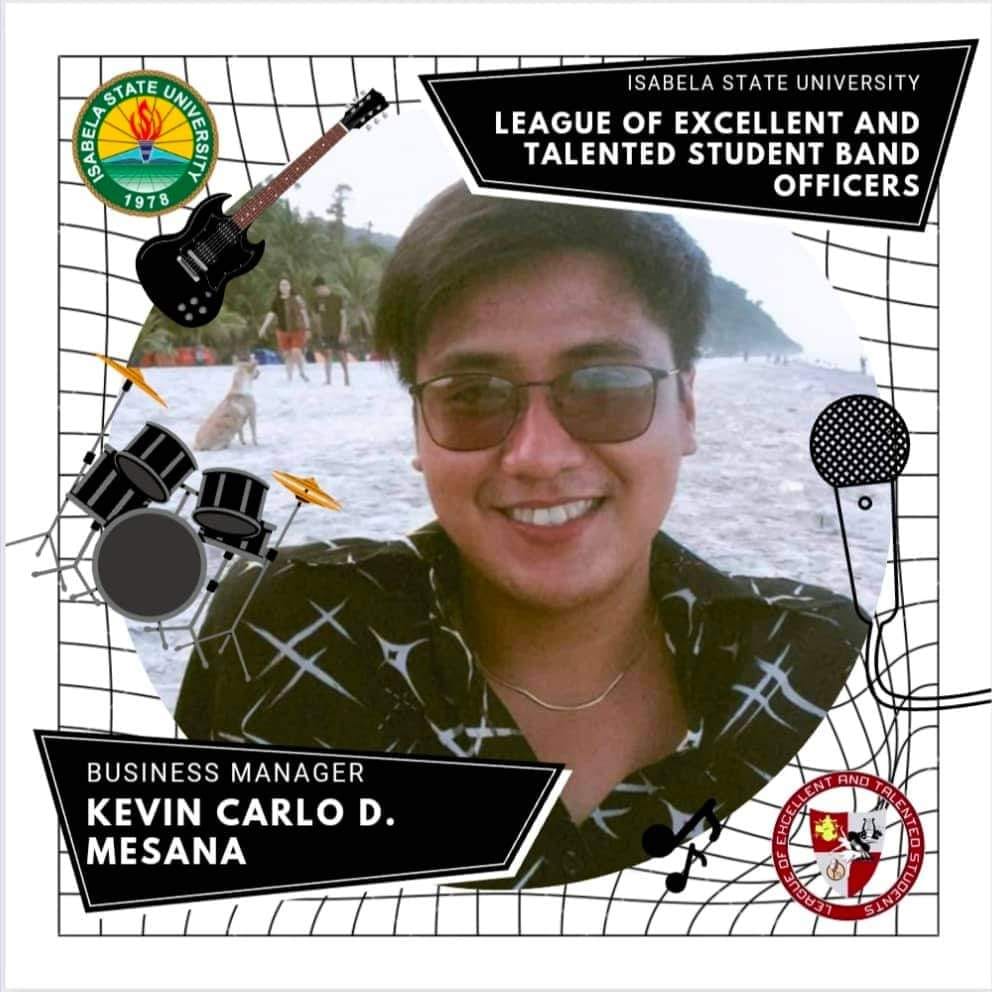 ISABELA STATE UNIVERSITY
1978
ISABELA STATE UNIVERSITY
LEAGUE OF EXCELLENT AND
TALENTED STUDENT BAND
OFFICERS
BUSINESS MANAGER
KEVIN CARLO D.
MESANA
LEAGUE OF EXCELLENT AND TALENTED STUDENTS